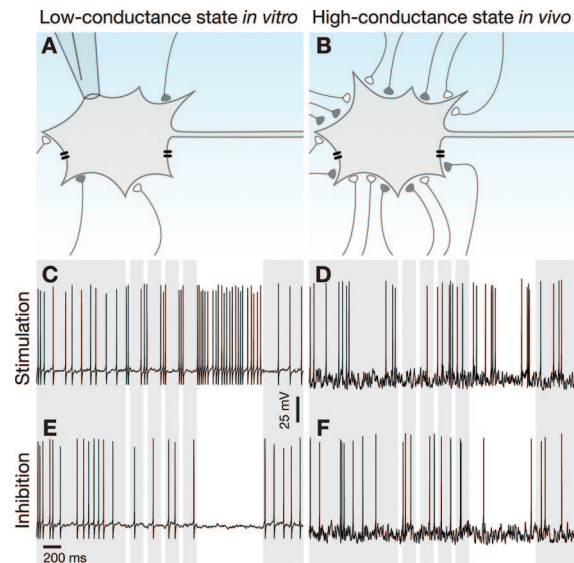 Low-conductance state in vitro
High-conductance state in vivo
A
B
C
D
Stimulation
25 mV
E
F
Inhibition
200 ms